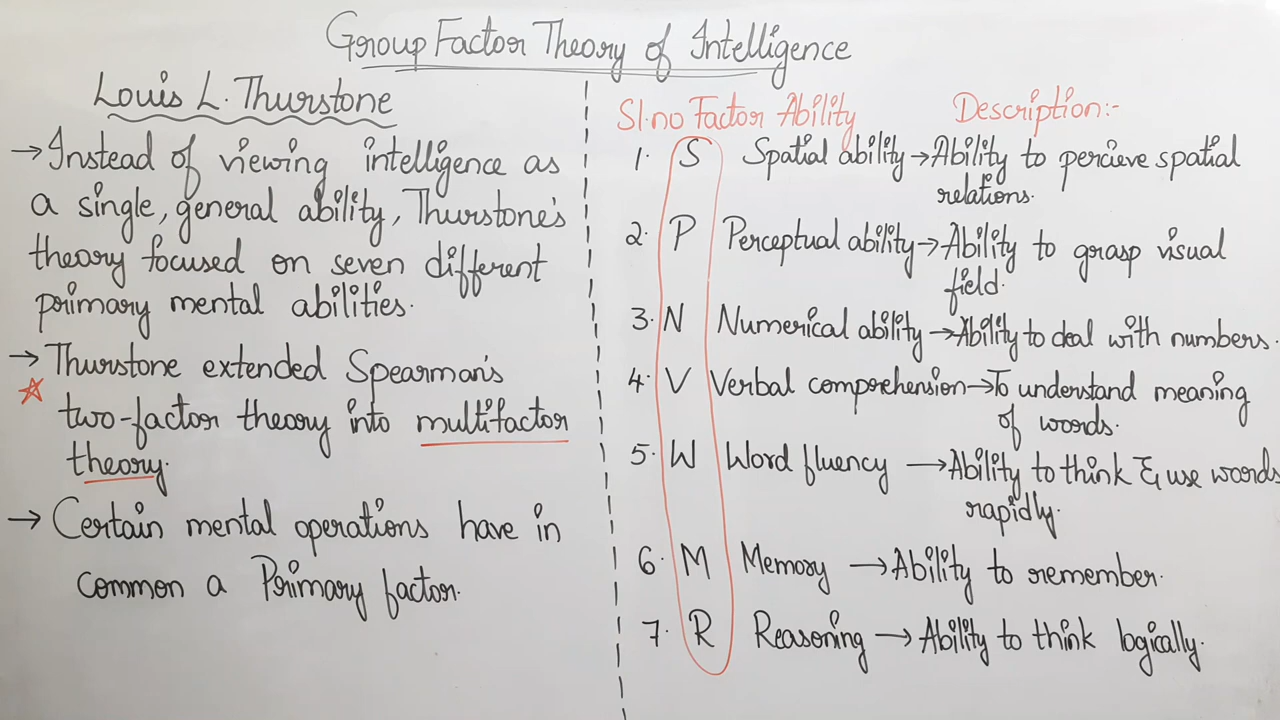 Group Factor Theory of Intelligence
Louis L. Thurstone
→ Instead of viewing intelligence as
a single, general ability, Thurstone's
theory focused on seven different
primary mental abilities.
→ Thurstone extended Spearman's
☆ two-factor theory into multifactor
theory.
→ Certain mental operations have in
common a Primary factor.
Sl.no Factor Ability Description:-
1. S Spatial ability → Ability to percieve spatial
relations.
2. P Perceptual ability → Ability to grasp visual
field.
3. N Numerical ability → Ability to deal with numbers.
4. V Verbal comprehension → To understand meaning
of words.
5. W Word fluency → Ability to think & use words
rapidly.
6. M Memory → Ability to remember.
7. R Reasoning → Ability to think logically.